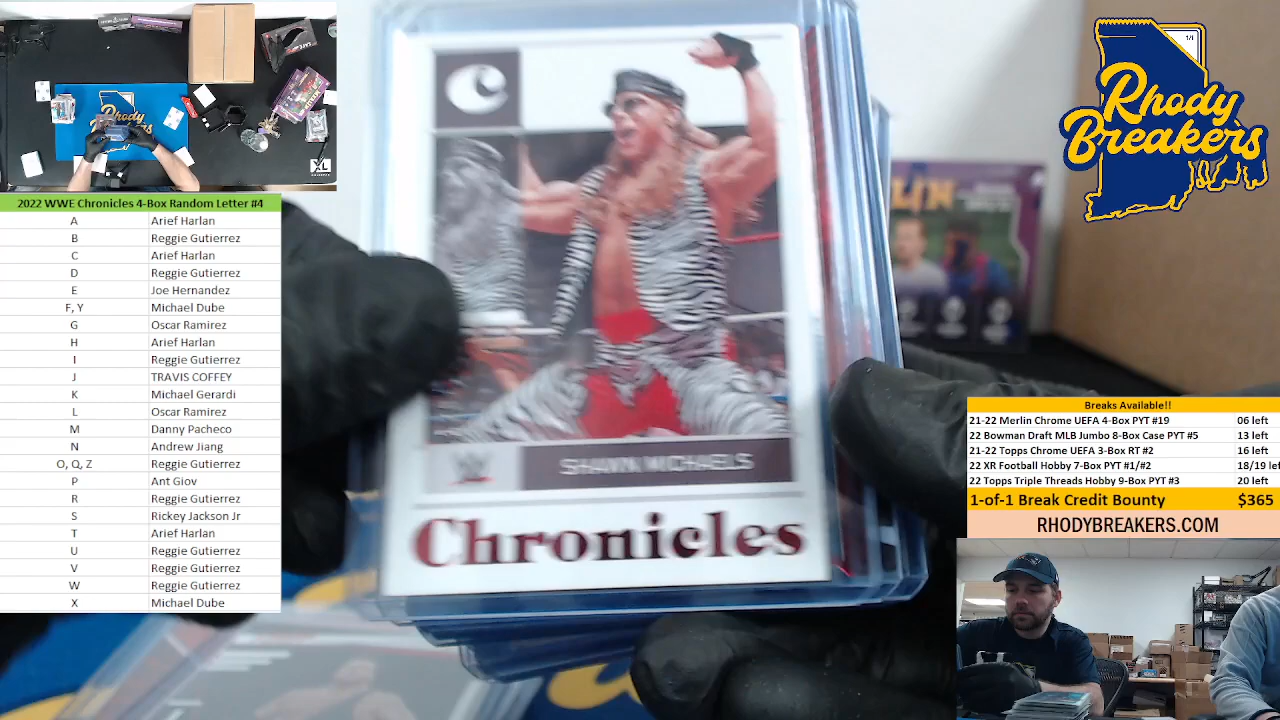 2022 WWE Chronicles 4-Box Random Letter #4
A Arief Harlan
B Reggie Gutierrez
C Arief Harlan
D Reggie Gutierrez
E Joe Hernandez
F, Y Michael Dube
G Oscar Ramirez
H Arief Harlan
I Reggie Gutierrez
J TRAVIS COFFEY
K Michael Gerardi
L Oscar Ramirez
M Danny Pacheco
N Andrew Jiang
O, Q, Z Reggie Gutierrez
P Ant Giov
R Reggie Gutierrez
S Rickey Jackson Jr
T Arief Harlan
U Reggie Gutierrez
V Reggie Gutierrez
W Reggie Gutierrez
X Michael Dube
C
SHAWN MICHAELS
Chronicles
1/1
Rhody
Breakers
Rhody
Breakers
XL
Breaks Available!!
21-22 Merlin Chrome UEFA 4-Box PYT #19 06 left
22 Bowman Draft MLB Jumbo 8-Box Case PYT #5 13 left
21-22 Topps Chrome UEFA 3-Box RT #2 16 left
22 XR Football Hobby 7-Box PYT #1/#2 18/19 lef
22 Topps Triple Threads Hobby 9-Box PYT #3 20 left
1-of-1 Break Credit Bounty $365
RHODYBREAKERS.COM